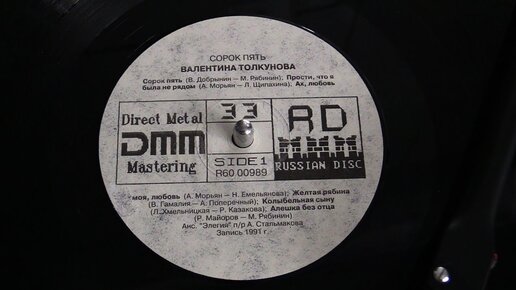 СОРОК ПЯТЬ
ВАЛЕНТИНА ТОЛКУНОВА
Сорок пять (В. Добрынин — М. Рябинин); Прости, что я
была не рядом (А. Морьян — Л. Щипахина). Ах, любовь
Direct Metal
DMM
Mastering
33
SIDE 1
R60 00989
RD
RUSSIAN DISC
моя, любовь (А. Морьян — Н. Емельянова); Желтая рябина
(В. Гамалия — А. Поперечный); Колыбельная сыну
(Л. Хмельницкая — Р. Казакова); Алешка без отца
(Р. Майоров — М. Рябинин)
Анс. "Элегия" п/р А. Стальмакова
Запись 1991 г.